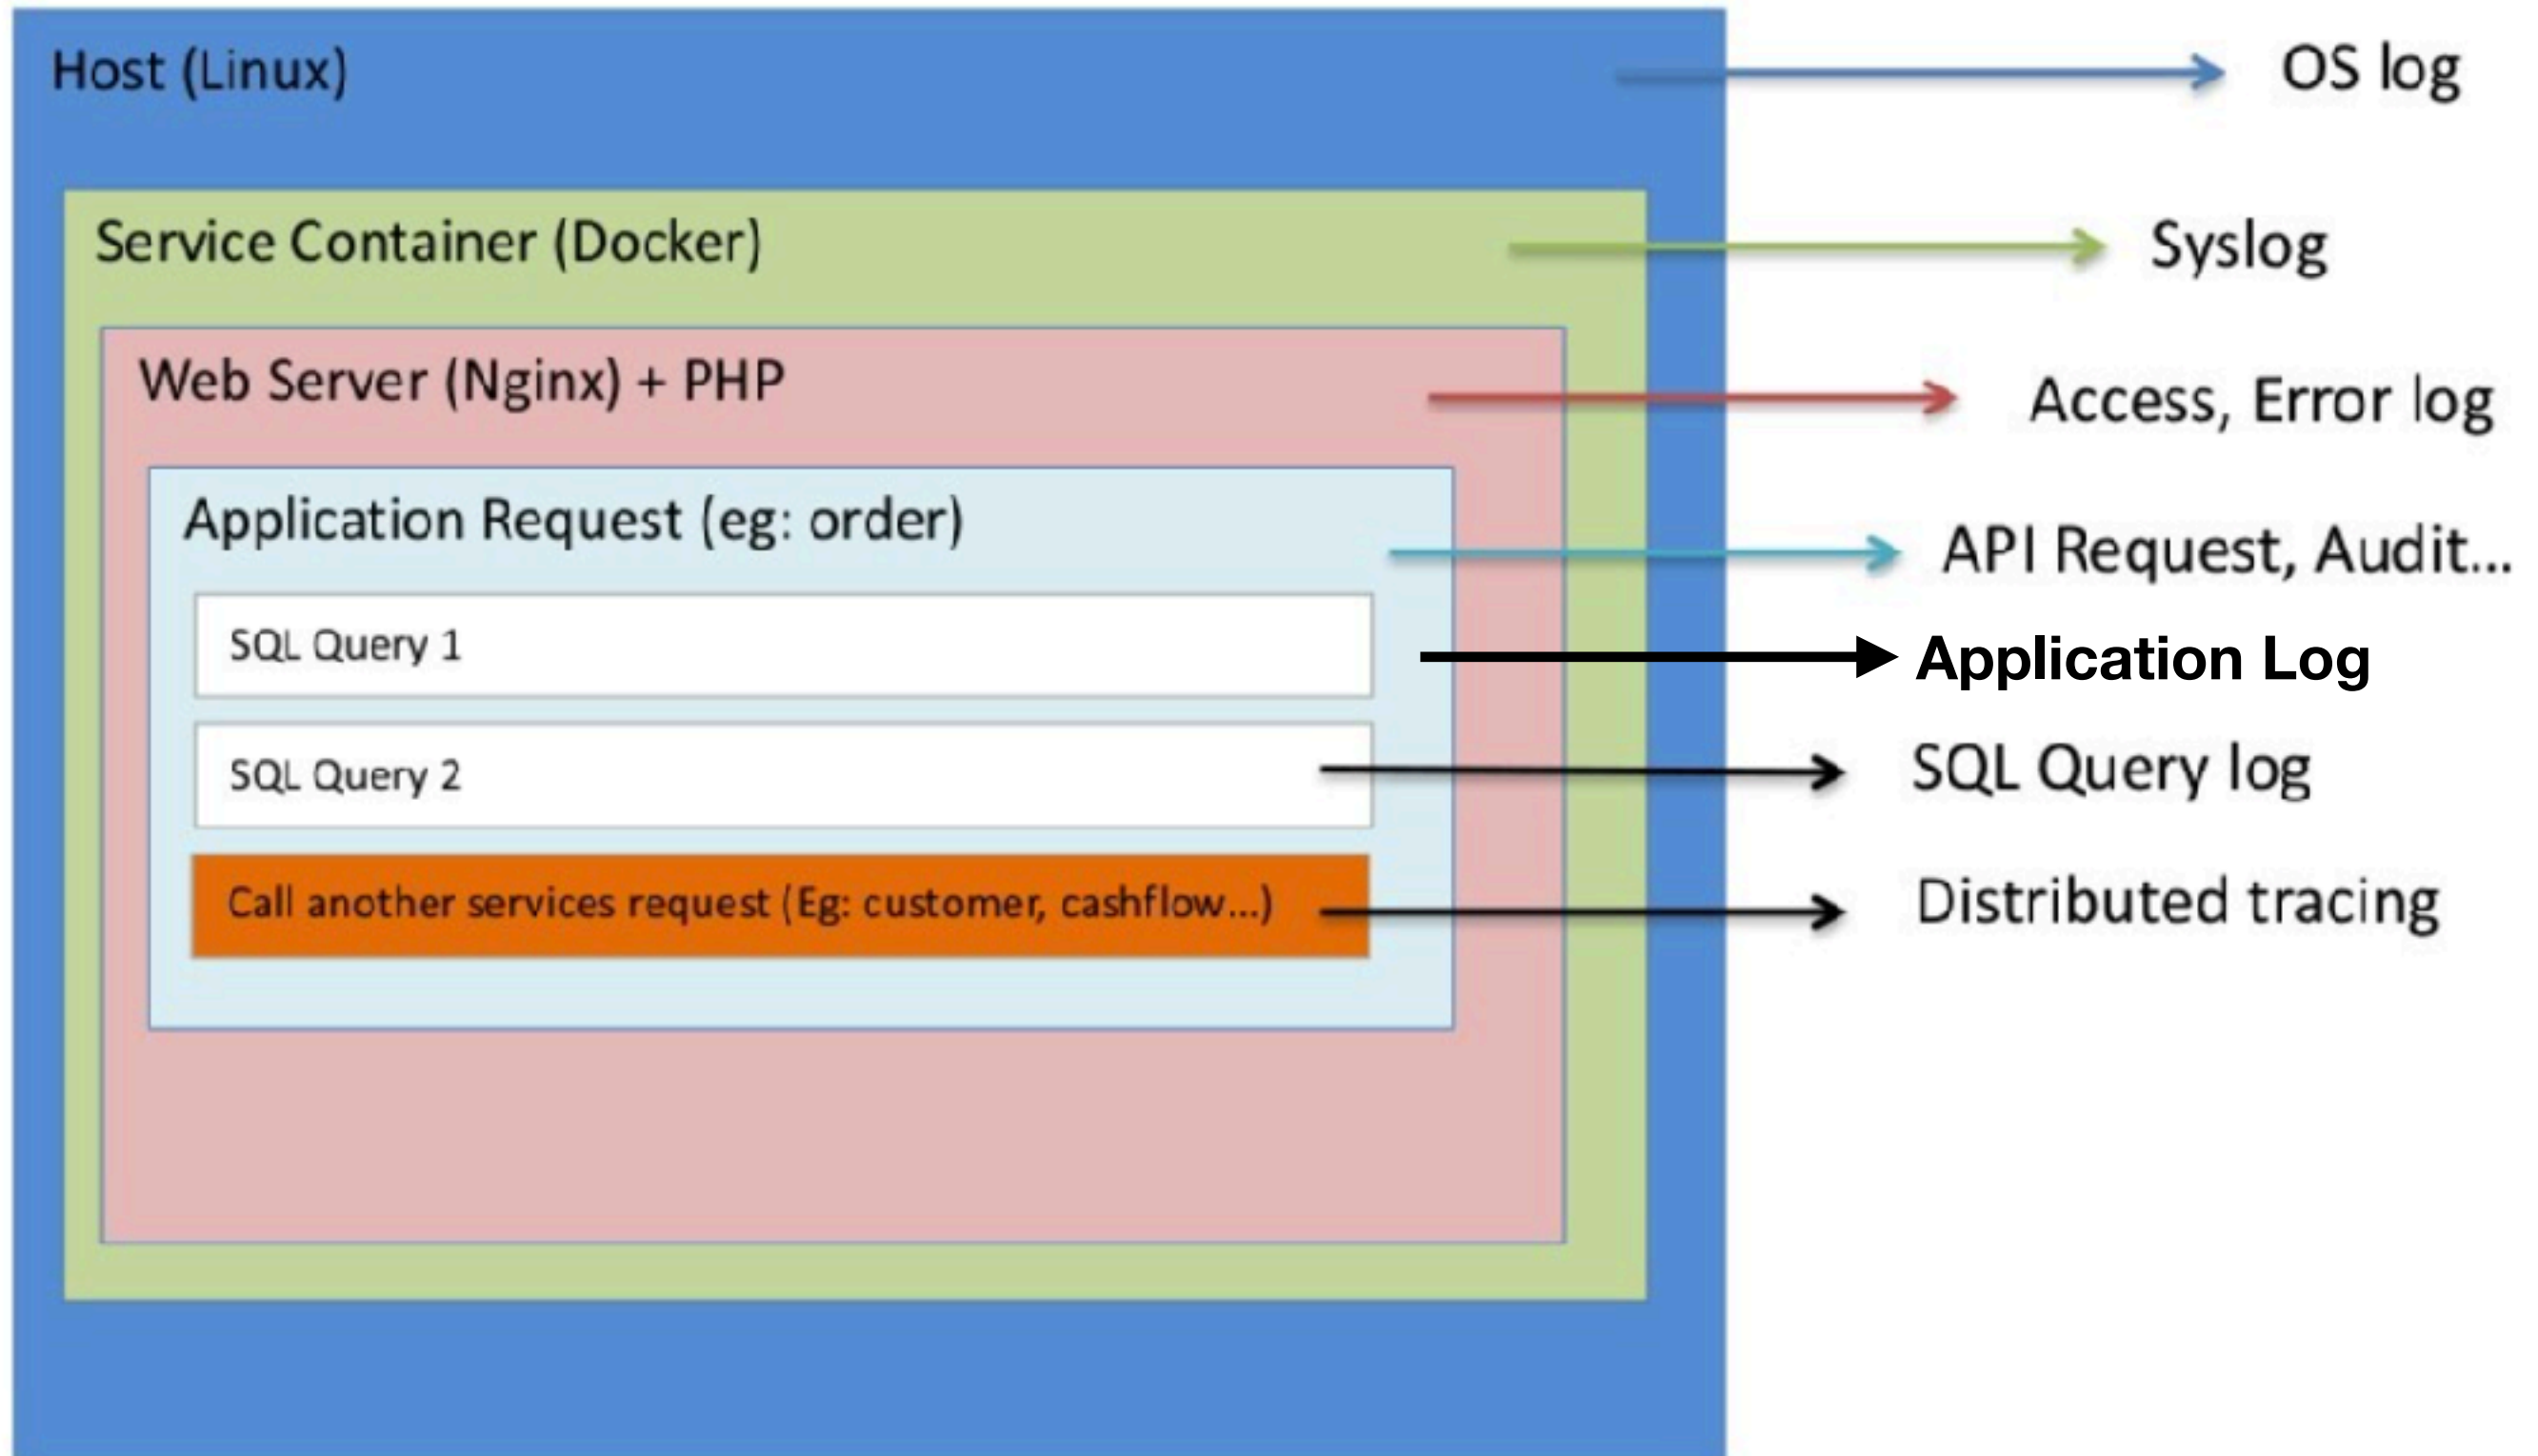 Host (Linux)
OS log
Service Container (Docker)
Syslog
Web Server (Nginx) + PHP
Access, Error log
Application Request (eg: order)
API Request, Audit...
SQL Query 1
Application Log
SQL Query 2
SQL Query log
Call another services request (Eg: customer, cashflow...)
Distributed tracing